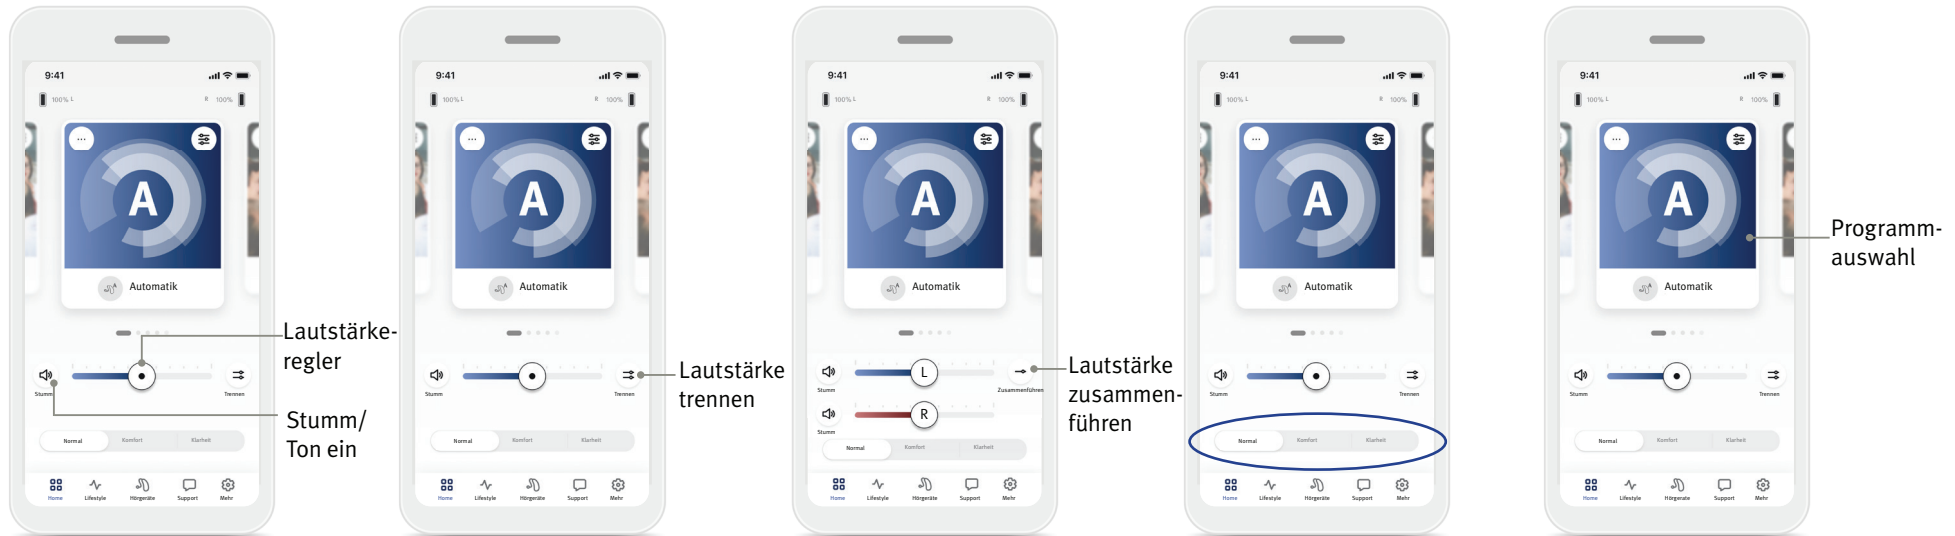 9:41
100% L
R 100%
A
Automatik
Lautstärke-
regler
Stumm
Trennen
Stumm/
Ton ein
Normal Komfort Klarheit
Home Lifestyle Hörgeräte Support Mehr
9:41
100% L
R 100%
A
Automatik
Stumm
Trennen
Lautstärke
trennen
Normal Komfort Klarheit
Home Lifestyle Hörgeräte Support Mehr
9:41
100% L
R 100%
A
Automatik
L
Stumm
Zusammenführen
Lautstärke
zusammen-
führen
R
Stumm
Normal Komfort Klarheit
Home Lifestyle Hörgeräte Support Mehr
9:41
100% L
R 100%
A
Automatik
Stumm
Trennen
Normal Komfort Klarheit
Home Lifestyle Hörgeräte Support Mehr
9:41
100% L
R 100%
A
Automatik
Programm-
auswahl
Stumm
Trennen
Normal Komfort Klarheit
Home Lifestyle Hörgeräte Support Mehr